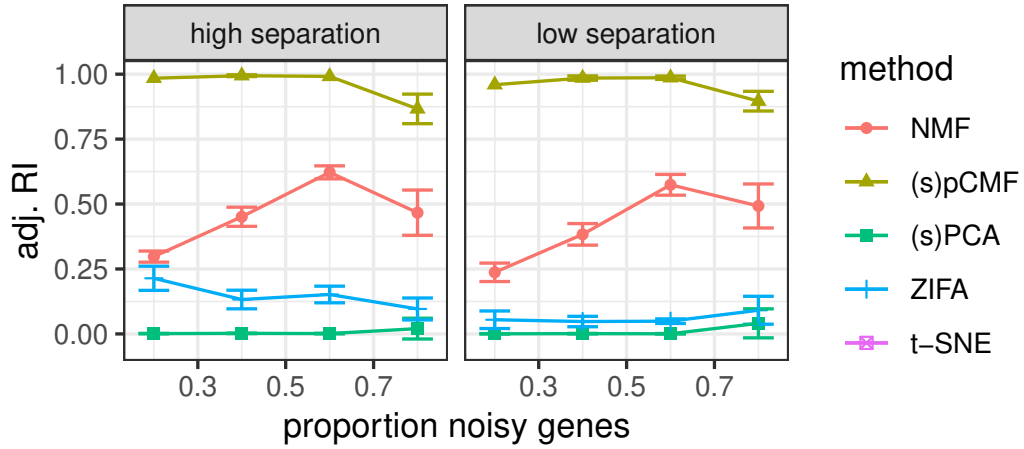 high separation
low separation
adj. RI
1.00
0.75
0.50
0.25
0.00
0.3
0.5
0.7
0.3
0.5
0.7
proportion noisy genes
method
NMF
(s)pCMF
(s)PCA
ZIFA
t−SNE